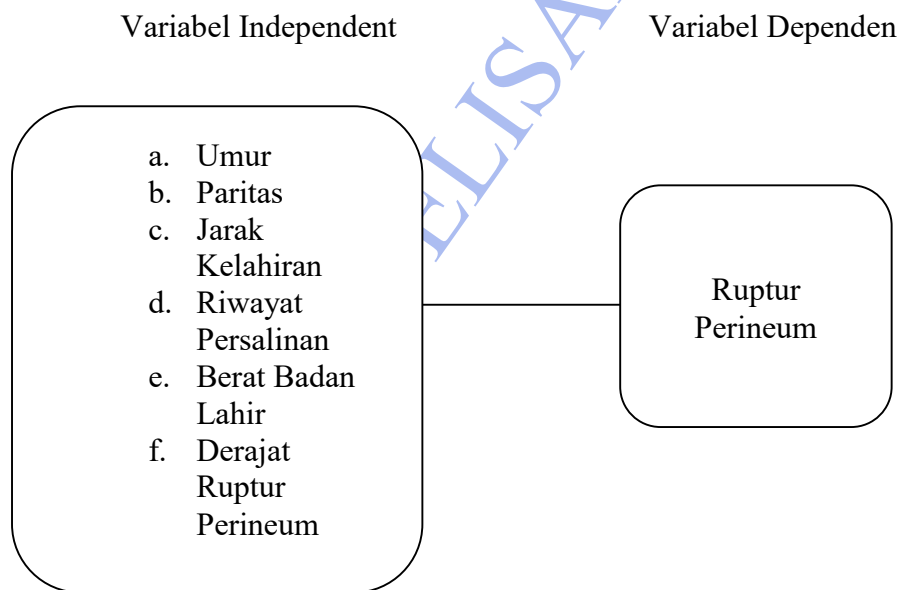 Variabel Independent
Variabel Dependen
a. Umur
b. Paritas
c. Jarak
Kelahiran
d. Riwayat
Persalinan
e. Berat Badan
Lahir
f. Derajat
Ruptur
Perineum
Ruptur
Perineum